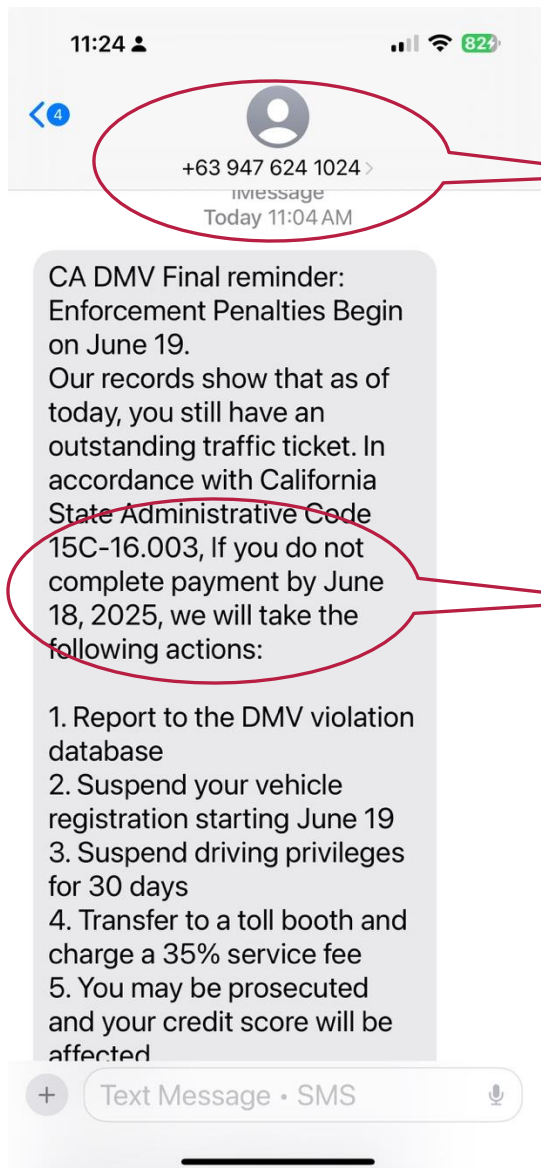 11:24
82
4
+63 947 624 1024
iMessage
Today 11:04 AM
CA DMV Final reminder:
Enforcement Penalties Begin
on June 19.
Our records show that as of
today, you still have an
outstanding traffic ticket. In
accordance with California
State Administrative Code
15C-16.003, If you do not
complete payment by June
18, 2025, we will take the
following actions:
1. Report to the DMV violation
database
2. Suspend your vehicle
registration starting June 19
3. Suspend driving privileges
for 30 days
4. Transfer to a toll booth and
charge a 35% service fee
5. You may be prosecuted
and your credit score will be
affected
Text Message • SMS